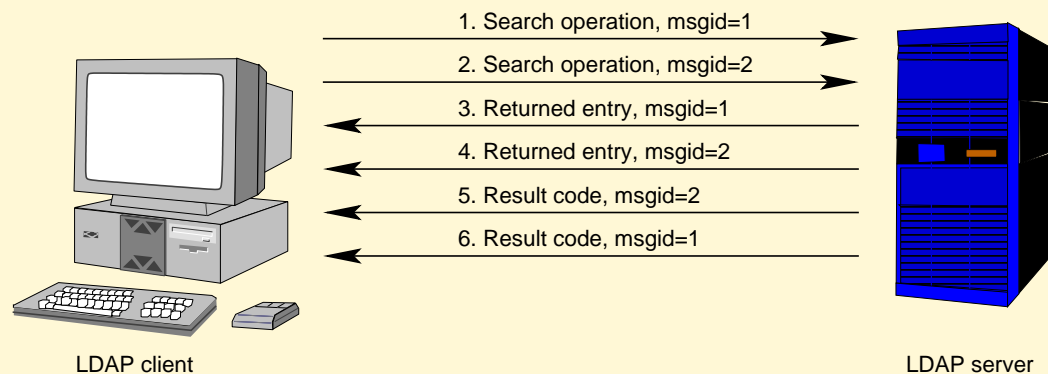 1. Search operation, msgid=1
2. Search operation, msgid=2
3. Returned entry, msgid=1
4. Returned entry, msgid=2
5. Result code, msgid=2
6. Result code, msgid=1
LDAP client
LDAP server